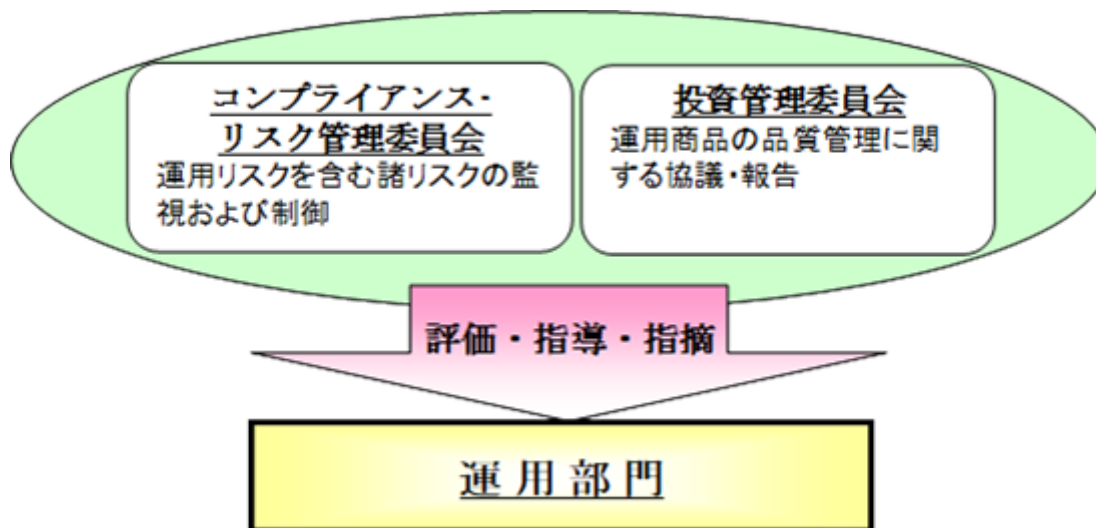 コンプライアンス・
リスク管理委員会
運用リスクを含む諸リスクの監
視および制御
投資管理委員会
運用商品の品質管理に関
する協議・報告
評価・指導・指摘
運用部門